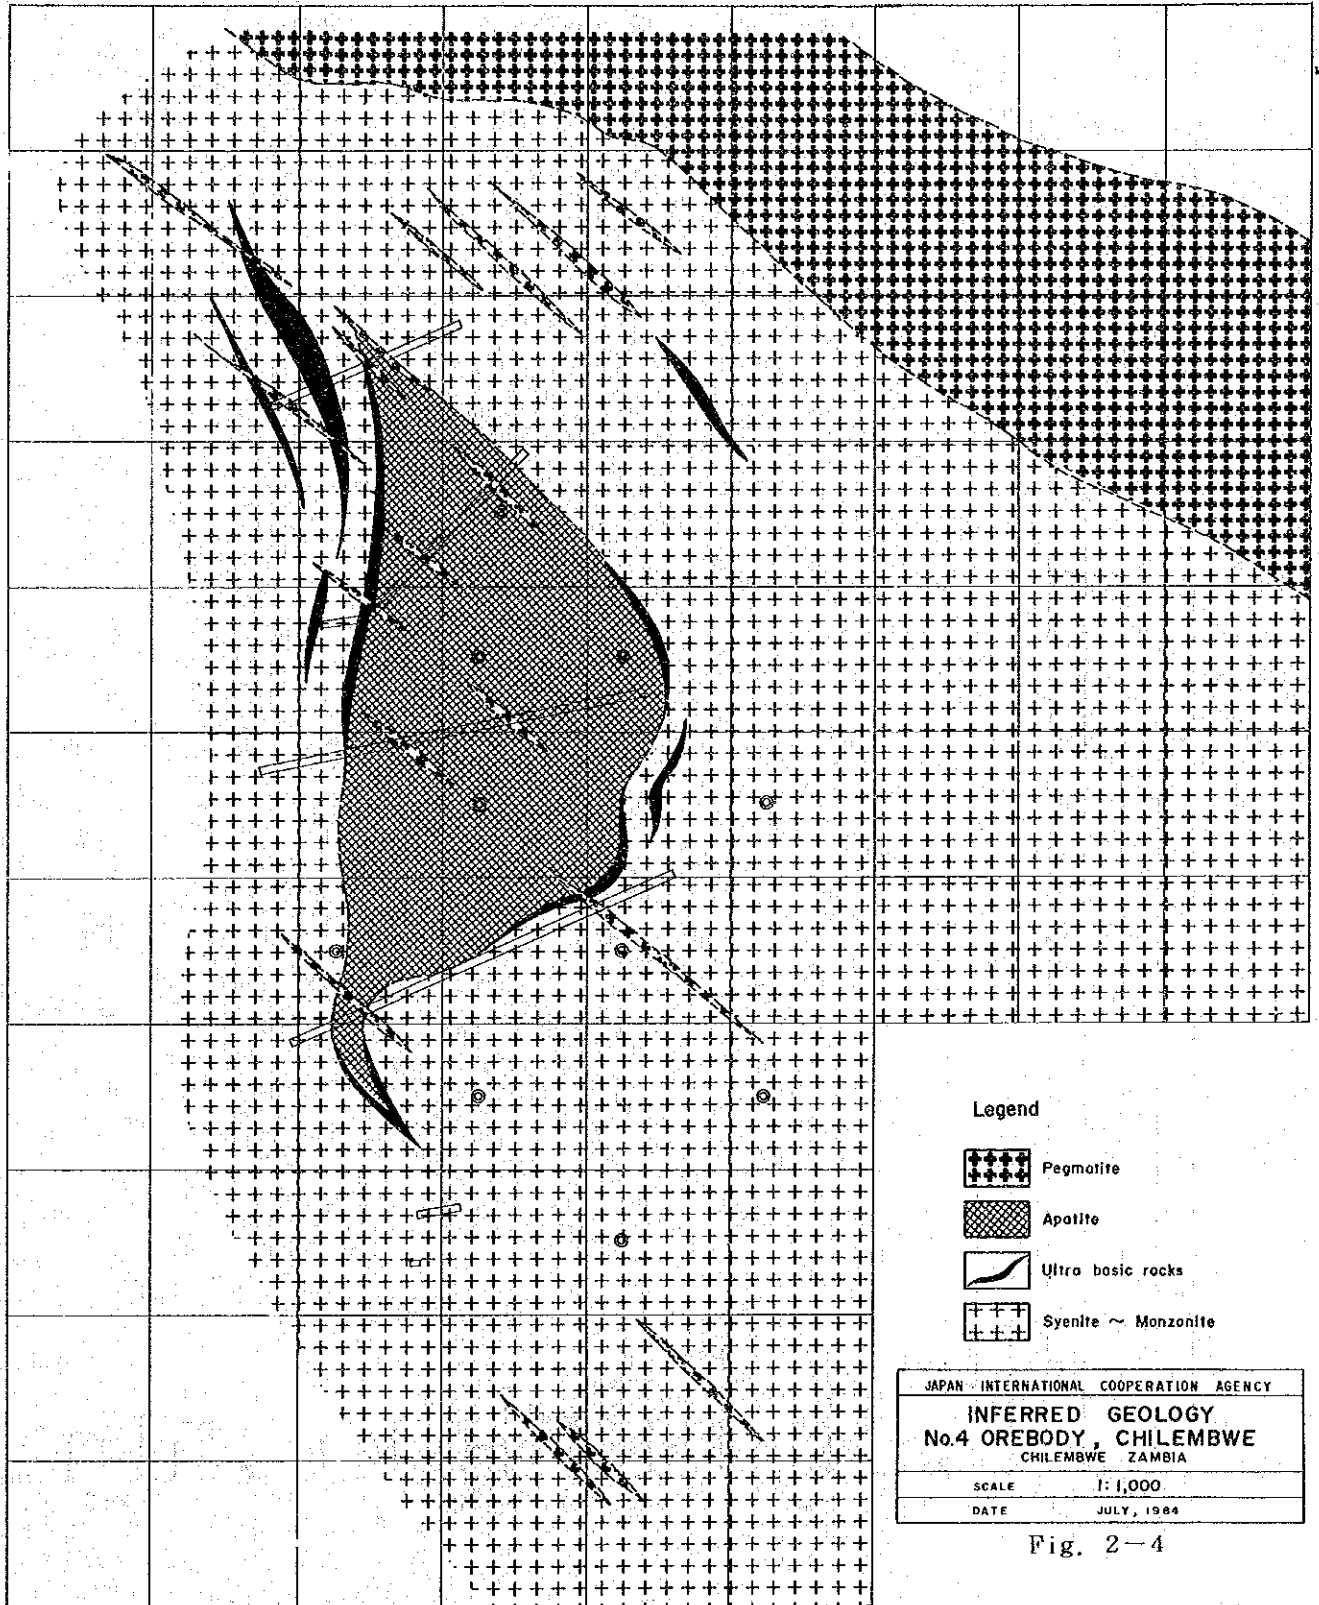 Legend
Pegmatite
Apatite
Ultra basic rocks
Syenite ~ Monzonite
JAPAN INTERNATIONAL COOPERATION AGENCY
INFERRED GEOLOGY
No.4 OREBODY, CHILEMBWE
CHILEMBWE ZAMBIA
SCALE 1:1,000
DATE JULY, 1984
Fig. 2-4